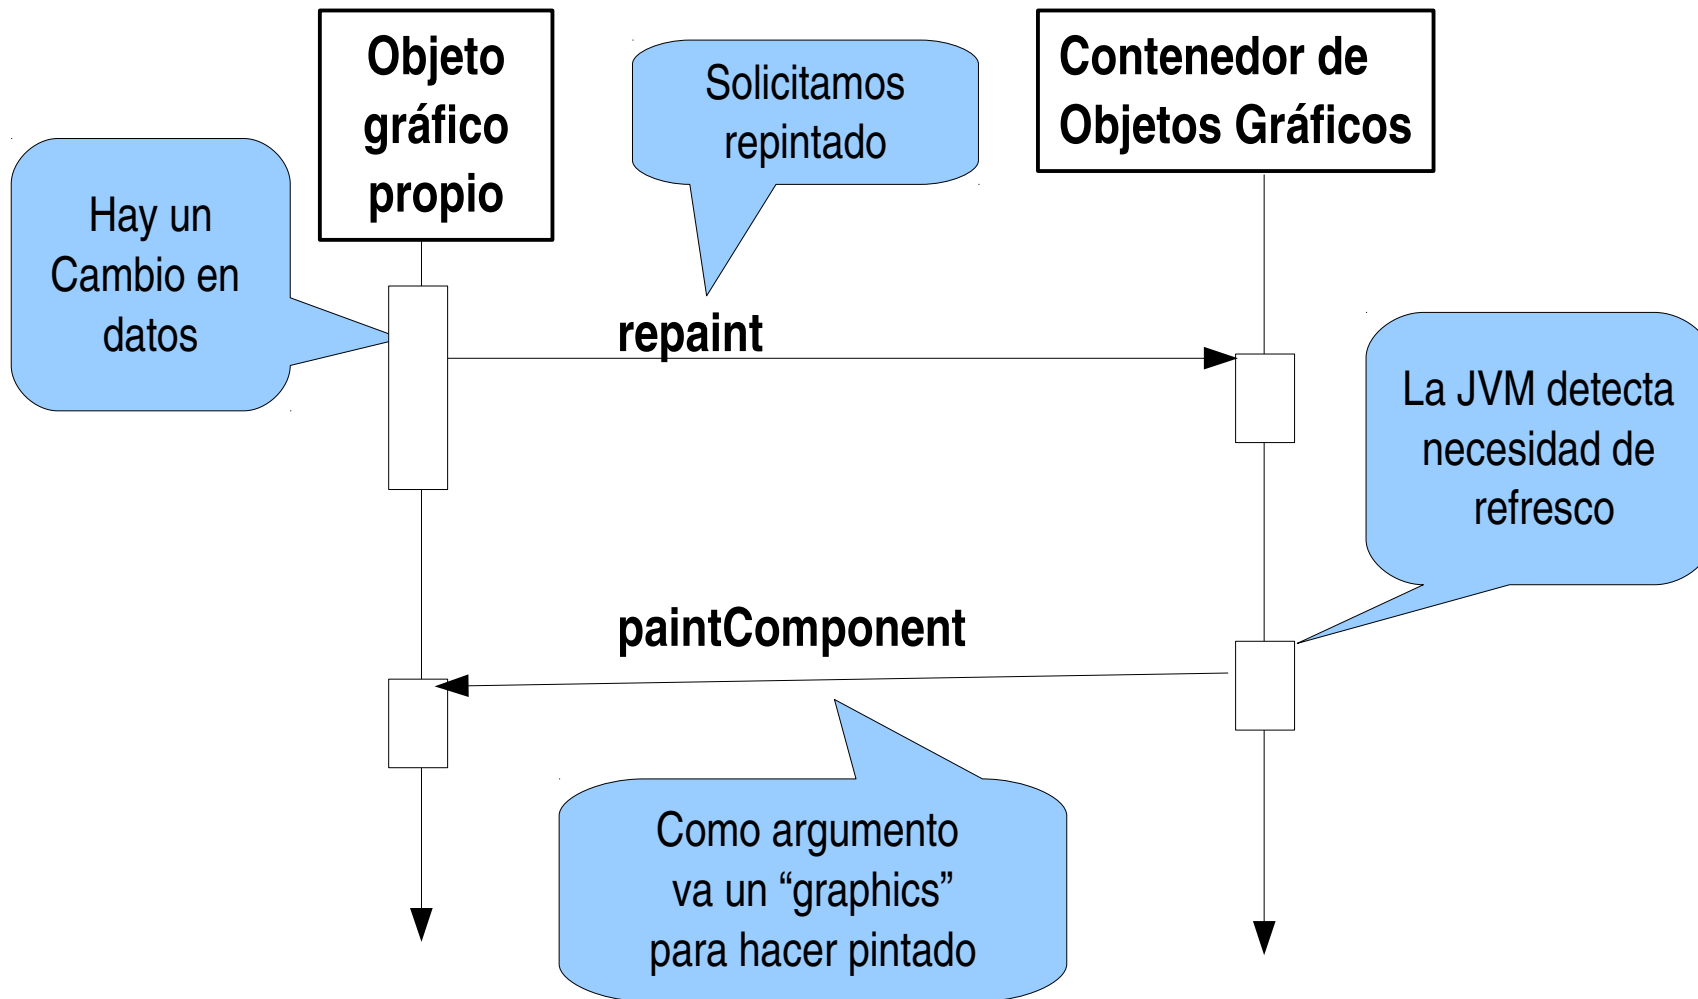 Objeto
gráfico
propio
Solicitamos
repintado
Contenedor de
Objetos Gráficos
Hay un
Cambio en
datos
repaint
La JVM detecta
necesidad de
refresco
paintComponent
Como argumento
va un “graphics”
para hacer pintado